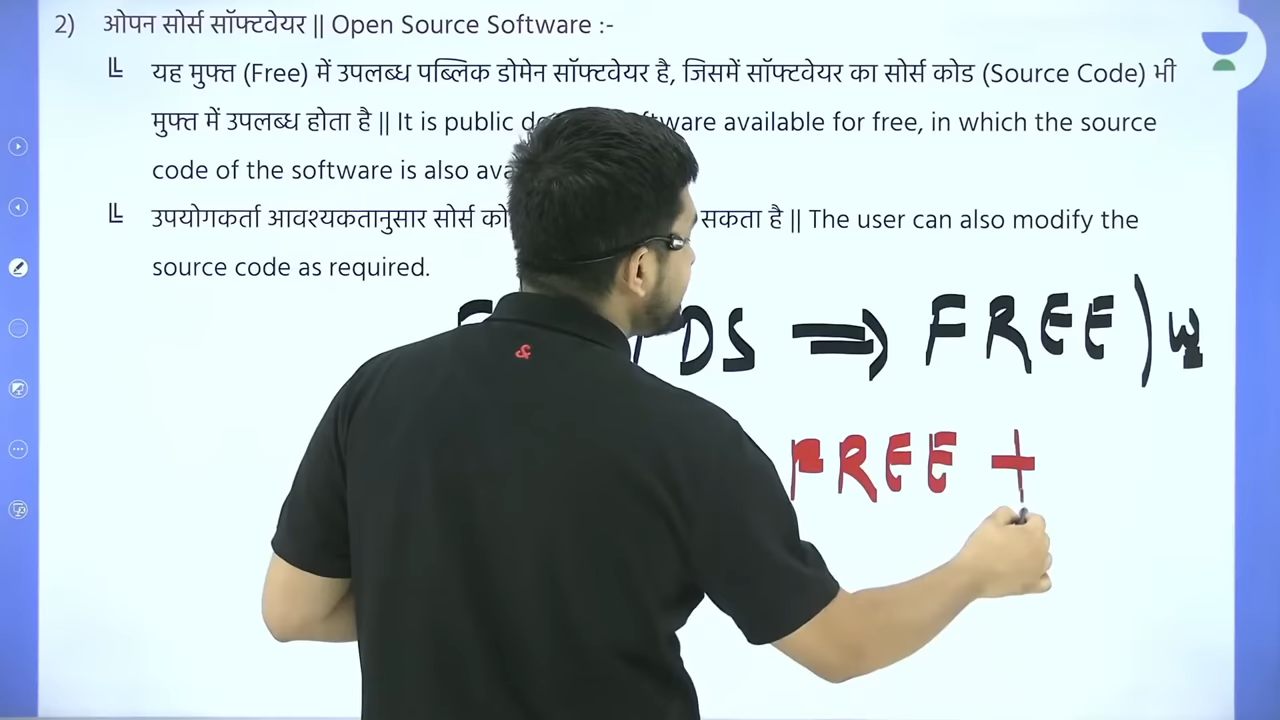 2) ओपन सोर्स सॉफ्टवेयर || Open Source Software :-
यह मुफ्त (Free) में उपलब्ध पब्लिक डोमेन सॉफ्टवेयर है, जिसमें सॉफ्टवेयर का सोर्स कोड (Source Code) भी
मुफ्त में उपलब्ध होता है || It is public software available for free, in which the source
code of the software is also
उपयोगकर्ता आवश्यकतानुसार सोर्स सकता है || The user can also modify the
source code as required.
DS ⇒ FREE)
FREE +